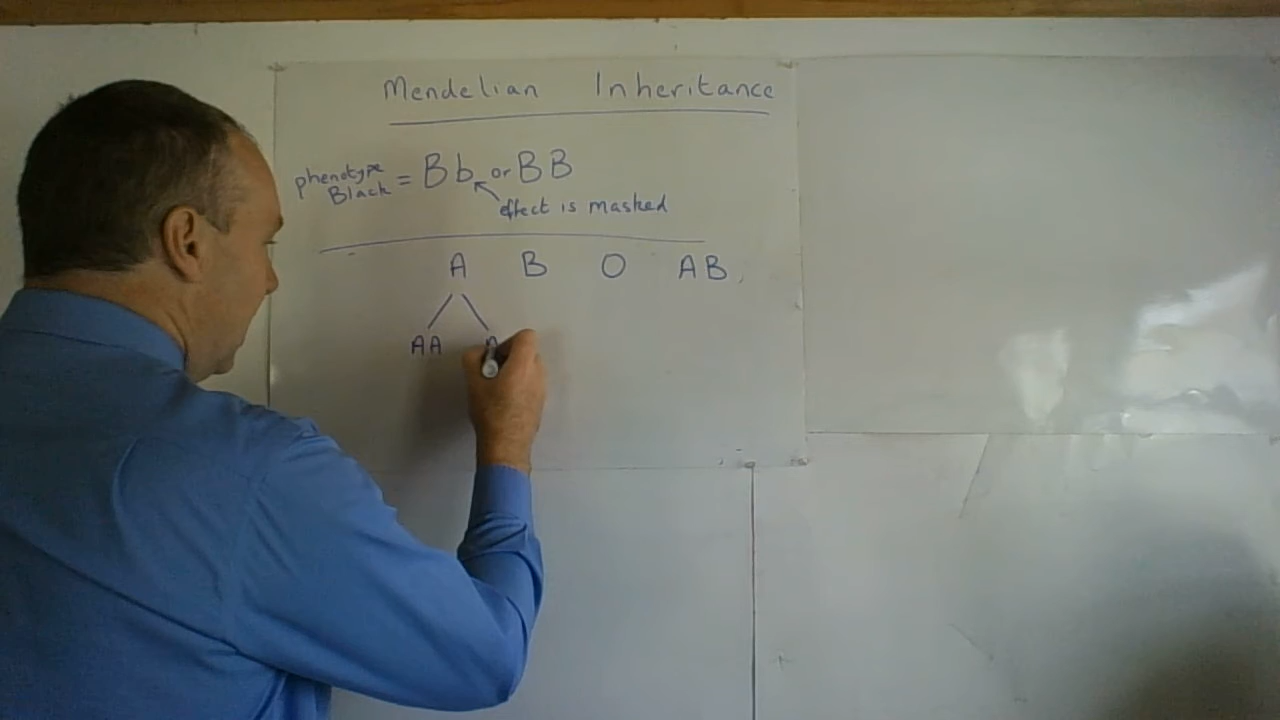 Mendelian Inheritance
phenotype
Black = Bb or BB
effect is masked
A B O AB
AA A